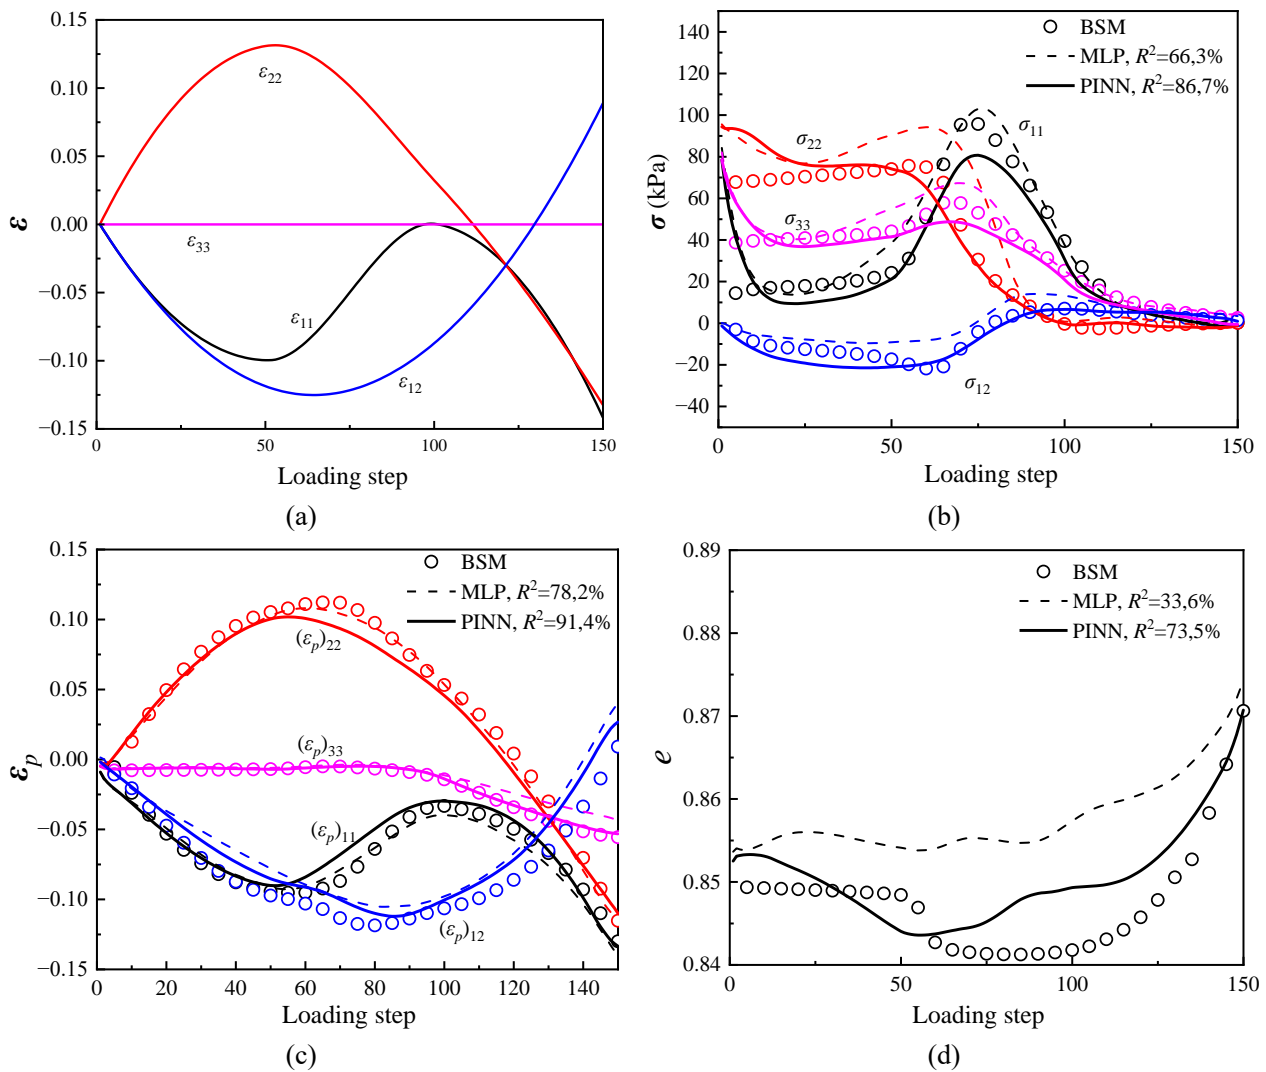 0.15
0.10
0.05
0.00
−0.05
−0.10
−0.15
ε
ε22
ε33
ε11
ε12
0
50
100
150
Loading step
(a)
140
120
100
80
60
40
20
0
−20
−40
σ (kPa)
BSM
MLP, R²=66,3%
PINN, R²=86,7%
σ22
σ11
σ33
σ12
0
50
100
150
Loading step
(b)
0.15
0.10
0.05
0.00
−0.05
−0.10
−0.15
εp
BSM
MLP, R²=78,2%
PINN, R²=91,4%
(εp)22
(εp)33
(εp)11
(εp)12
0
20
40
60
80
100
120
140
Loading step
(c)
0.89
0.88
0.87
0.86
0.85
0.84
e
BSM
MLP, R²=33,6%
PINN, R²=73,5%
0
50
100
150
Loading step
(d)